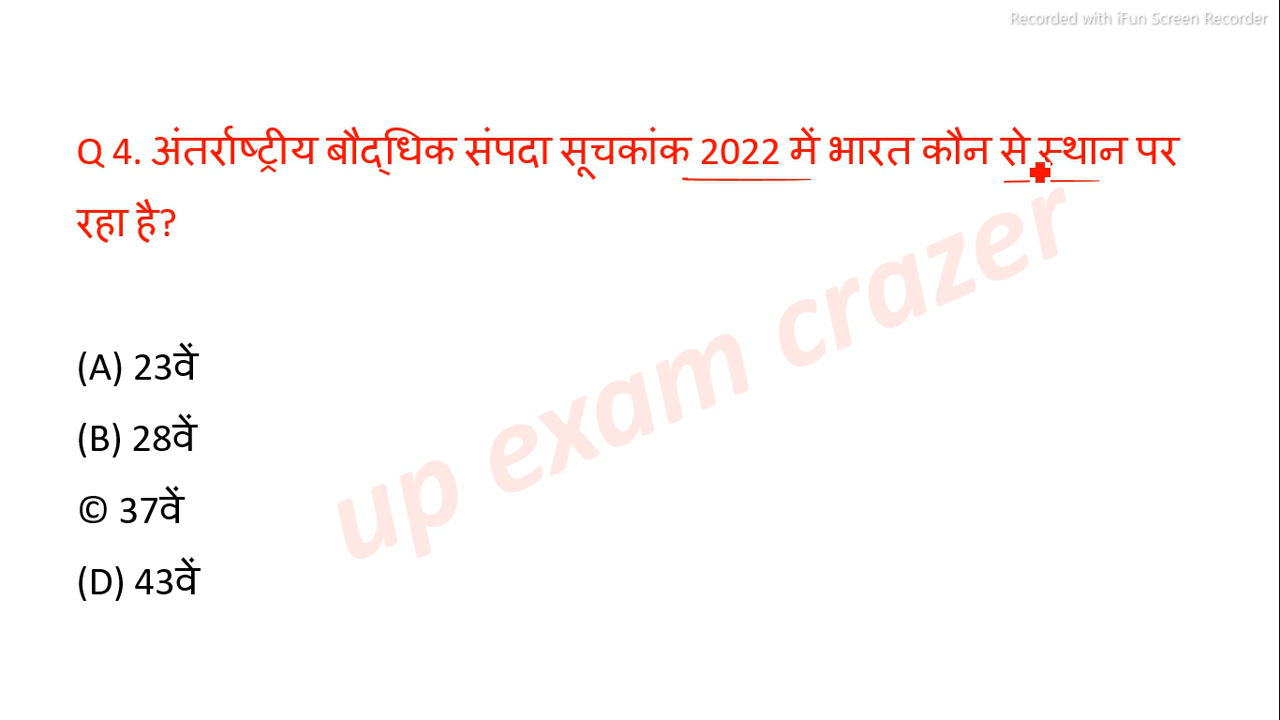 Recorded with iFun Screen Recorder
Q 4. अंतर्राष्ट्रीय बौद्धिक संपदा सूचकांक 2022 में भारत कौन से स्थान पर
रहा है?
up exam crazer
(A) 23वें
(B) 28वें
© 37वें
(D) 43वें